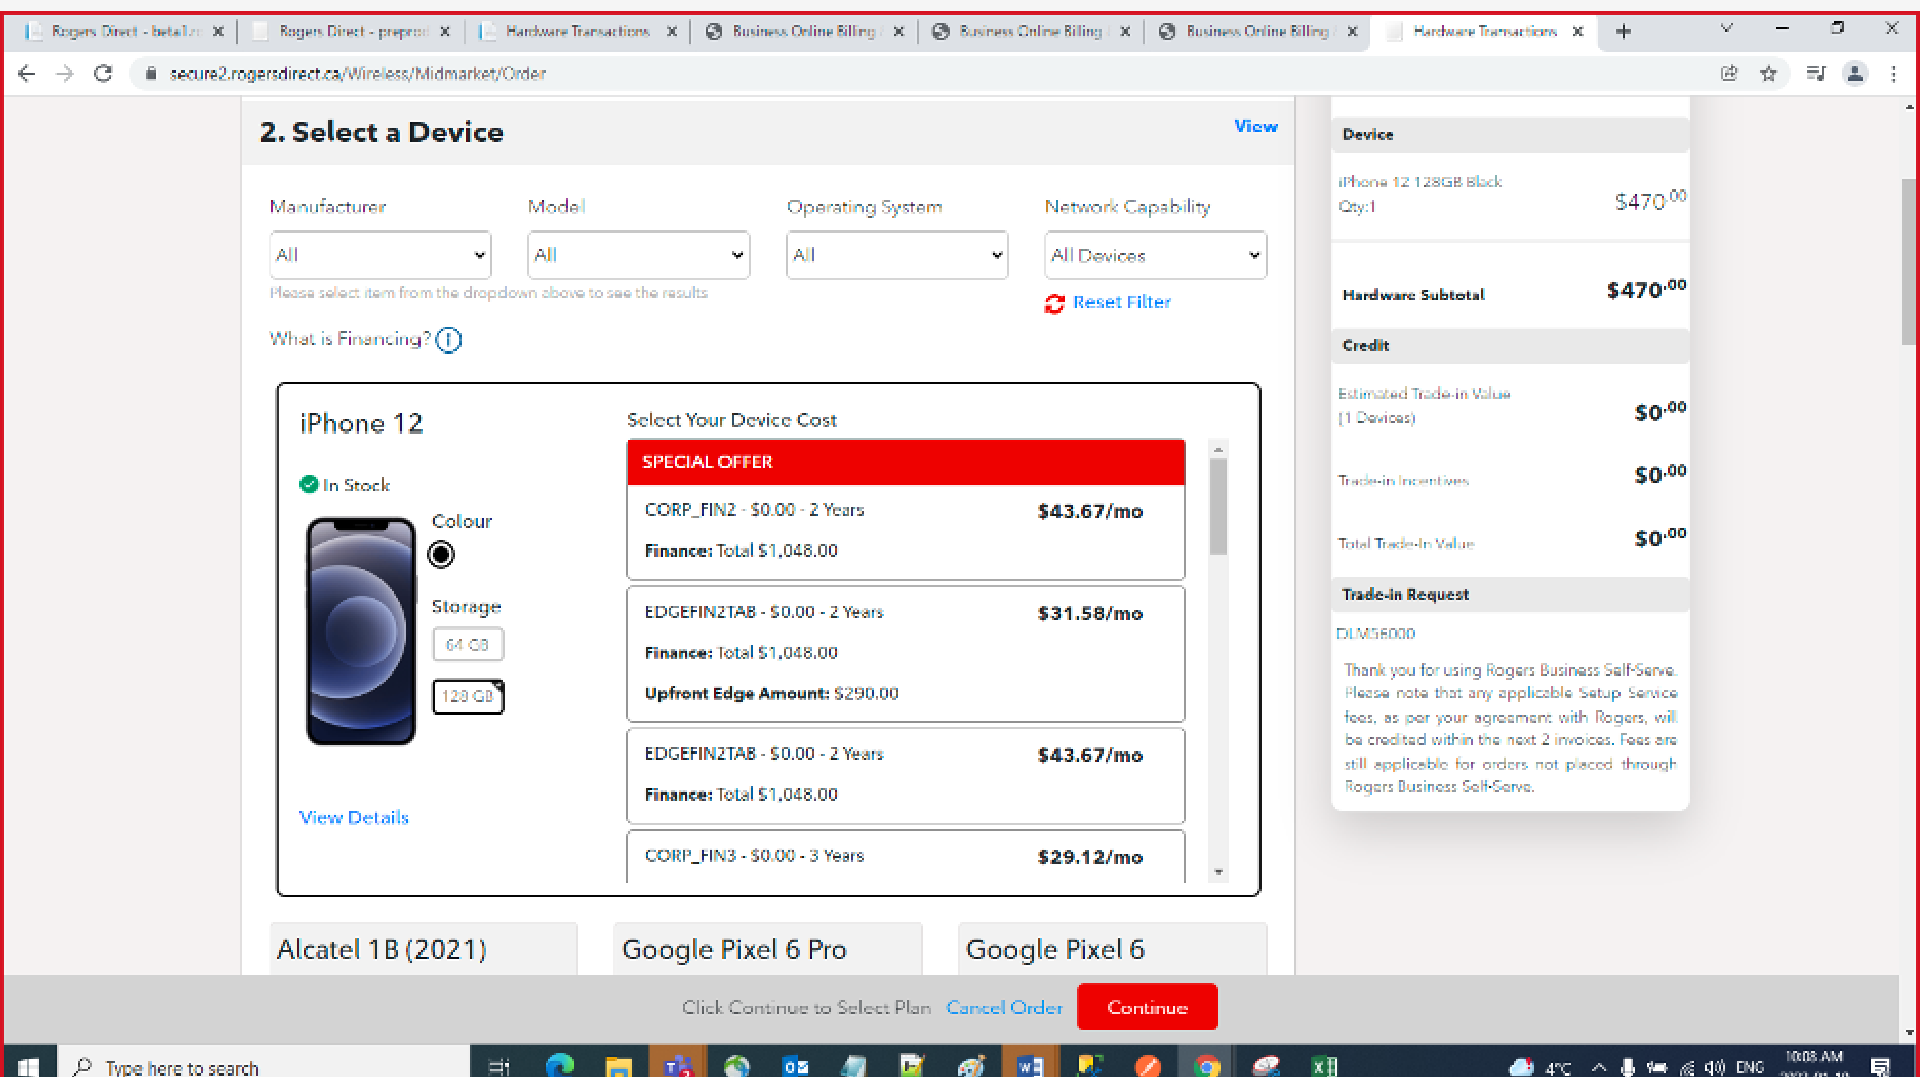 Rogers Direct - beta1.r
Rogers Direct - preprod
Hardware Transactions
Business Online Billing /
Business Online Billing /
Business Online Billing /
Hardware Transactions
secure2.rogersdirect.ca/Wireless/Midmarket/Order
2. Select a Device
View
Manufacturer
Model
Operating System
Network Capability
All
All
All
All Devices
Please select item from the dropdown above to see the results
Reset Filter
What is Financing?
iPhone 12
In Stock
Colour
Storage
64 GB
128 GB
View Details
Select Your Device Cost
SPECIAL OFFER
CORP_FIN2 - $0.00 - 2 Years $43.67/mo
Finance: Total $1,048.00
EDGEFIN2TAB - $0.00 - 2 Years $31.58/mo
Finance: Total $1,048.00
Upfront Edge Amount: $290.00
EDGEFIN2TAB - $0.00 - 2 Years $43.67/mo
Finance: Total $1,048.00
CORP_FIN3 - $0.00 - 3 Years $29.12/mo
Alcatel 1B (2021)
Google Pixel 6 Pro
Google Pixel 6
Device
iPhone 12 128GB Black
Qty:1 $470.00
Hardware Subtotal $470.00
Credit
Estimated Trade-in Value
(1 Devices) $0.00
Trade-in Incentives $0.00
Total Trade-In Value $0.00
Trade-in Request
DLM56000
Thank you for using Rogers Business Self-Serve.
Please note that any applicable Setup Service
fees, as per your agreement with Rogers, will
be credited within the next 2 invoices. Fees are
still applicable for orders not placed through
Rogers Business Self-Serve.
Click Continue to Select Plan Cancel Order Continue
Type here to search
4°C
ENG
10:08 AM